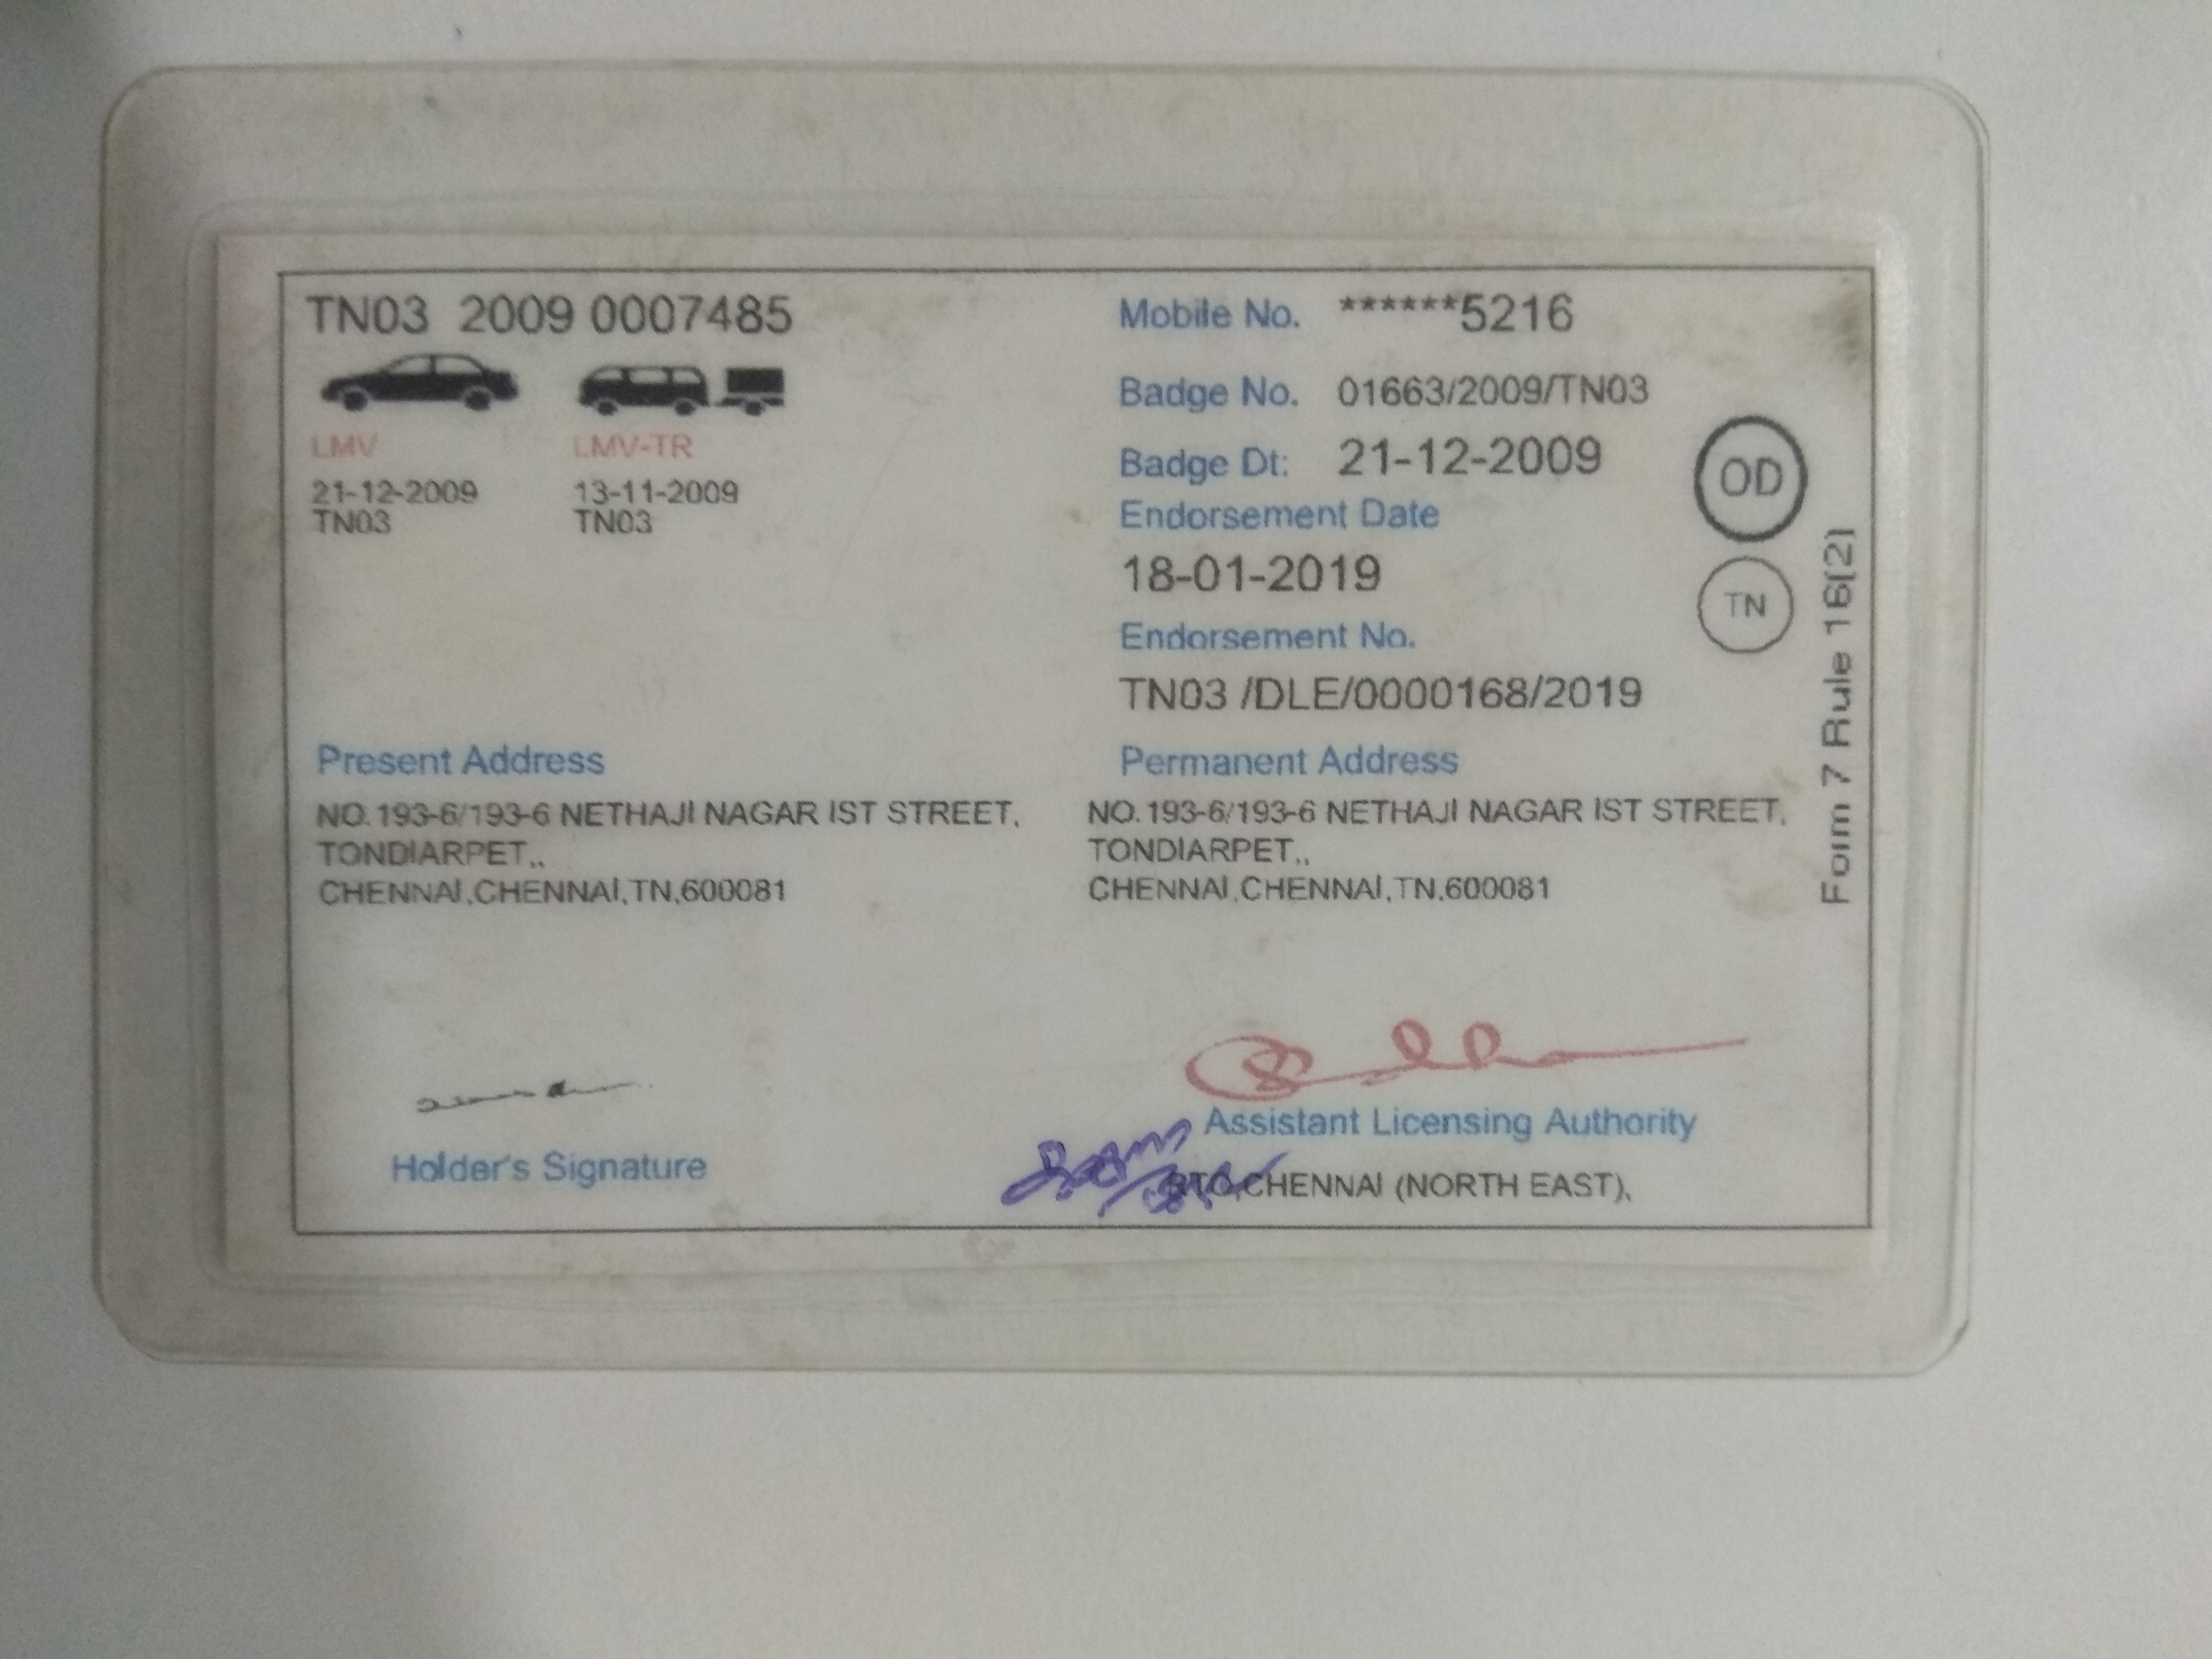 TN03 2009 0007485
LMV
21-12-2009
TN03
LMV-TR
13-11-2009
TN03
Mobile No. ******5216
Badge No. 01663/2009/TN03
Badge Dt: 21-12-2009
Endorsement Date
18-01-2019
Endorsement No.
TN03 /DLE/0000168/2019
OD
TN
Form 7 Rule 16(2)
Present Address
NO.193-6/193-6 NETHAJI NAGAR IST STREET,
TONDIARPET,,
CHENNAI,CHENNAI,TN,600081
Permanent Address
NO.193-6/193-6 NETHAJI NAGAR IST STREET,
TONDIARPET,,
CHENNAI,CHENNAI,TN,600081
Holder's Signature
Assistant Licensing Authority
RTO,CHENNAI (NORTH EAST),